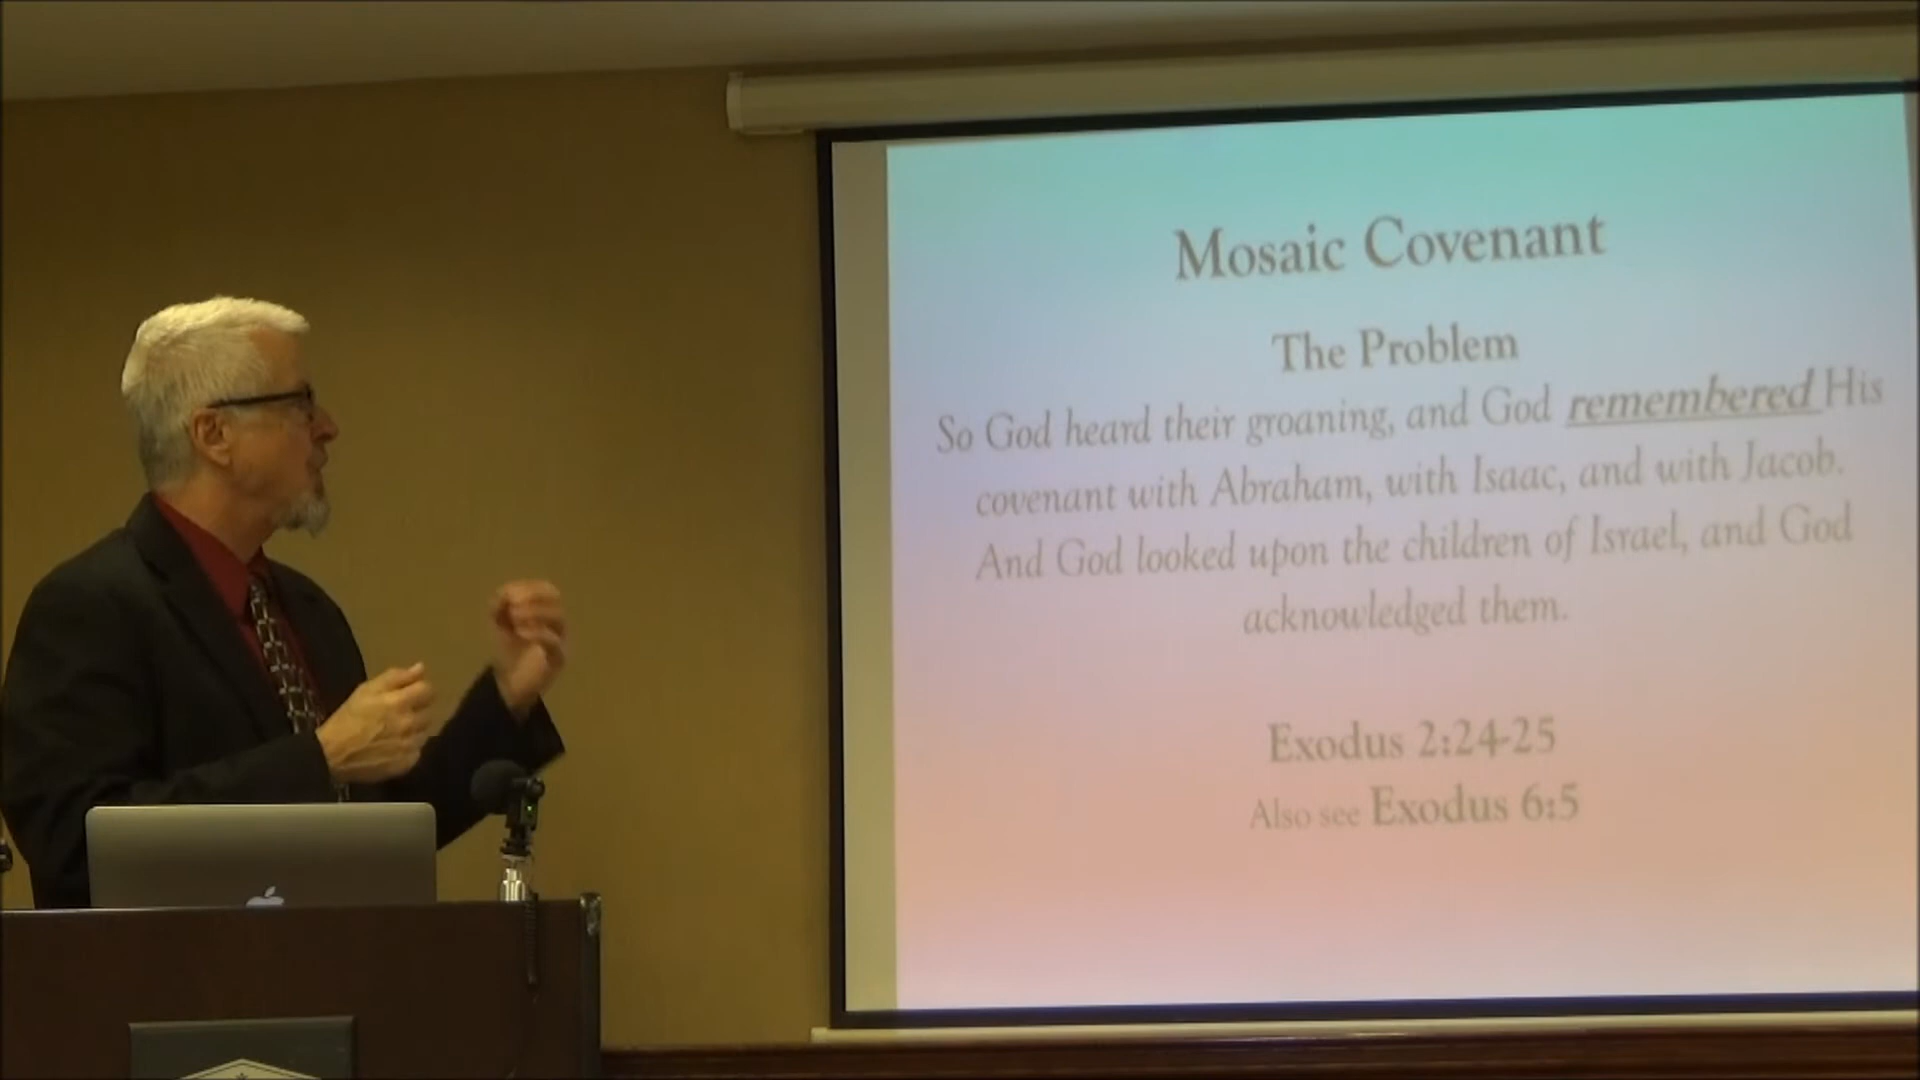 Mosaic Covenant
The Problem
So God heard their groaning, and God remembered His
covenant with Abraham, with Isaac, and with Jacob.
And God looked upon the children of Israel, and God
acknowledged them.
Exodus 2:24-25
Also see Exodus 6:5